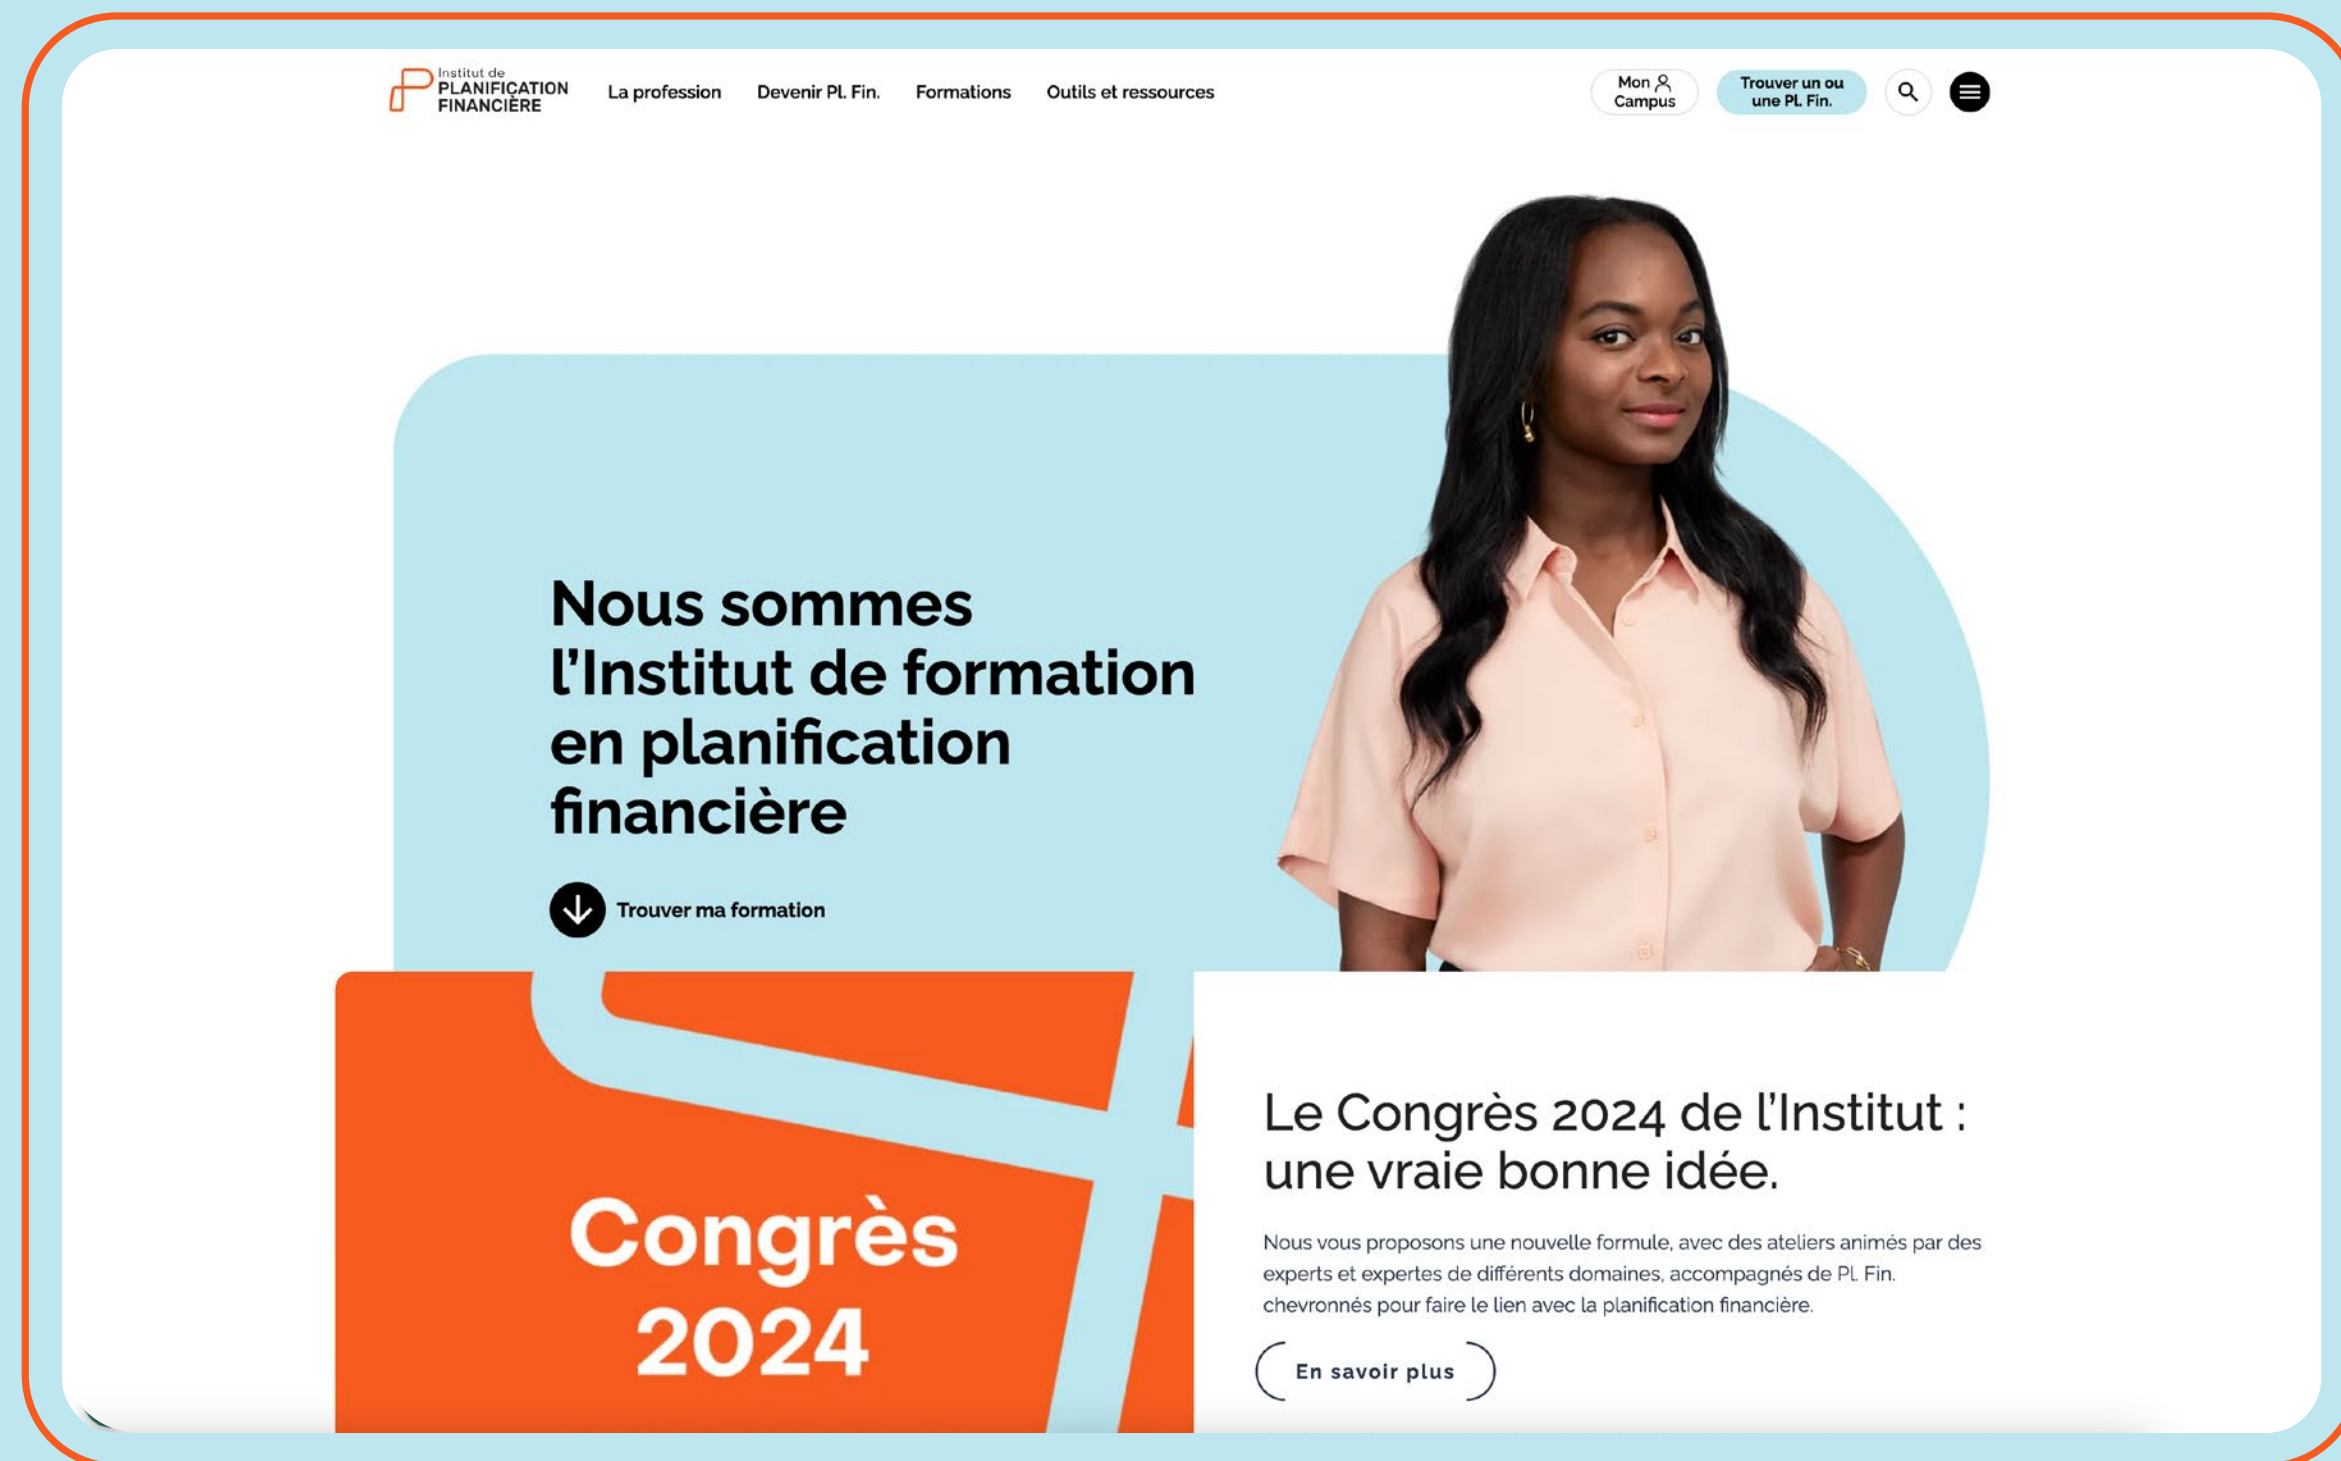 Institut de
PLANIFICATION
FINANCIÈRE
La profession
Devenir Pl. Fin.
Formations
Outils et ressources
Mon
Campus
Trouver un ou
une Pl. Fin.
Nous sommes
l'Institut de formation
en planification
financière
Trouver ma formation
Congrès
2024
Le Congrès 2024 de l'Institut :
une vraie bonne idée.
Nous vous proposons une nouvelle formule, avec des ateliers animés par des
experts et expertes de différents domaines, accompagnés de Pl. Fin.
chevronnés pour faire le lien avec la planification financière.
En savoir plus